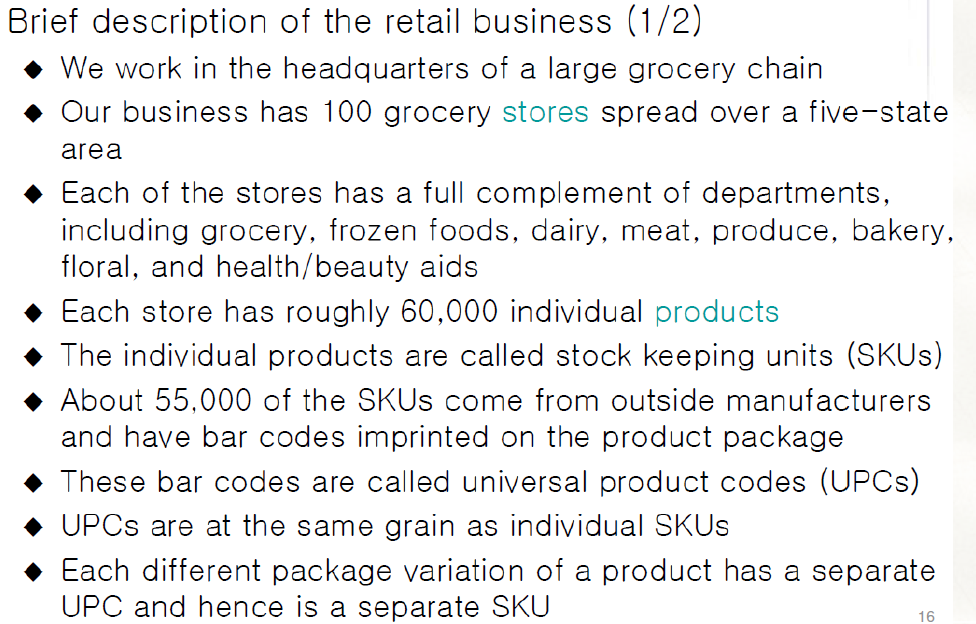 Brief description of the retail business (1/2)
◆ We work in the headquarters of a large grocery chain
◆ Our business has 100 grocery stores spread over a five-state
area
◆ Each of the stores has a full complement of departments,
including grocery, frozen foods, dairy, meat, produce, bakery,
floral, and health/beauty aids
◆ Each store has roughly 60,000 individual products
◆ The individual products are called stock keeping units (SKUs)
◆ About 55,000 of the SKUs come from outside manufacturers
and have bar codes imprinted on the product package
◆ These bar codes are called universal product codes (UPCs)
◆ UPCs are at the same grain as individual SKUs
◆ Each different package variation of a product has a separate
UPC and hence is a separate SKU
16